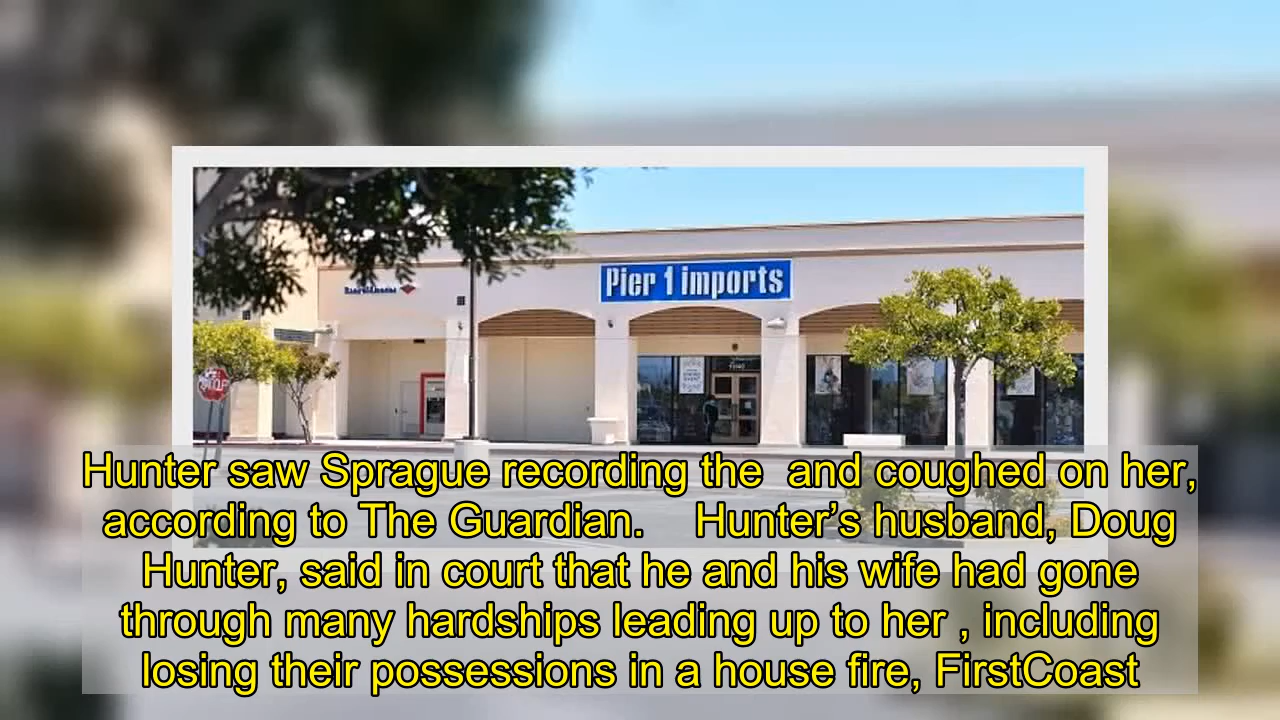 Pier 1 imports
STOP
Hunter saw Sprague recording the  and coughed on her,
according to The Guardian.    Hunter’s husband, Doug
Hunter, said in court that he and his wife had gone
through many hardships leading up to her , including
losing their possessions in a house fire, FirstCoast